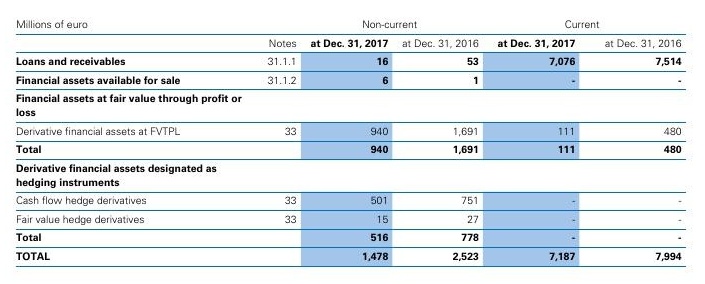 Millions of euro Non-current Current
Notes at Dec. 31, 2017 at Dec. 31, 2016 at Dec. 31, 2017 at Dec. 31, 2016
Loans and receivables 31.1.1 16 53 7,076 7,514
Financial assets available for sale 31.1.2 6 1 - -
Financial assets at fair value through profit or
loss
Derivative financial assets at FVTPL 33 940 1,691 111 480
Total 940 1,691 111 480
Derivative financial assets designated as
hedging instruments
Cash flow hedge derivatives 33 501 751 - -
Fair value hedge derivatives 33 15 27 - -
Total 516 778 - -
TOTAL 1,478 2,523 7,187 7,994